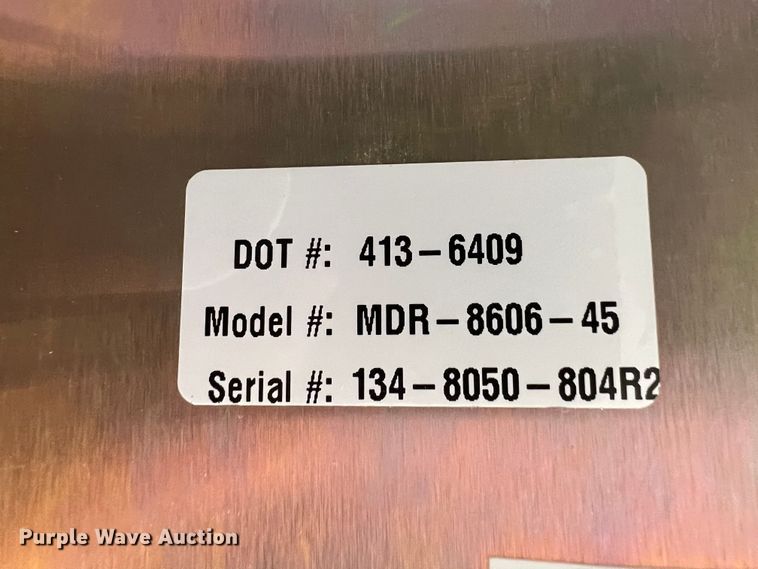 DOT #: 413-6409
Model #: MDR-8606-45
Serial #: 134-8050-804R2
Purple Wave Auction